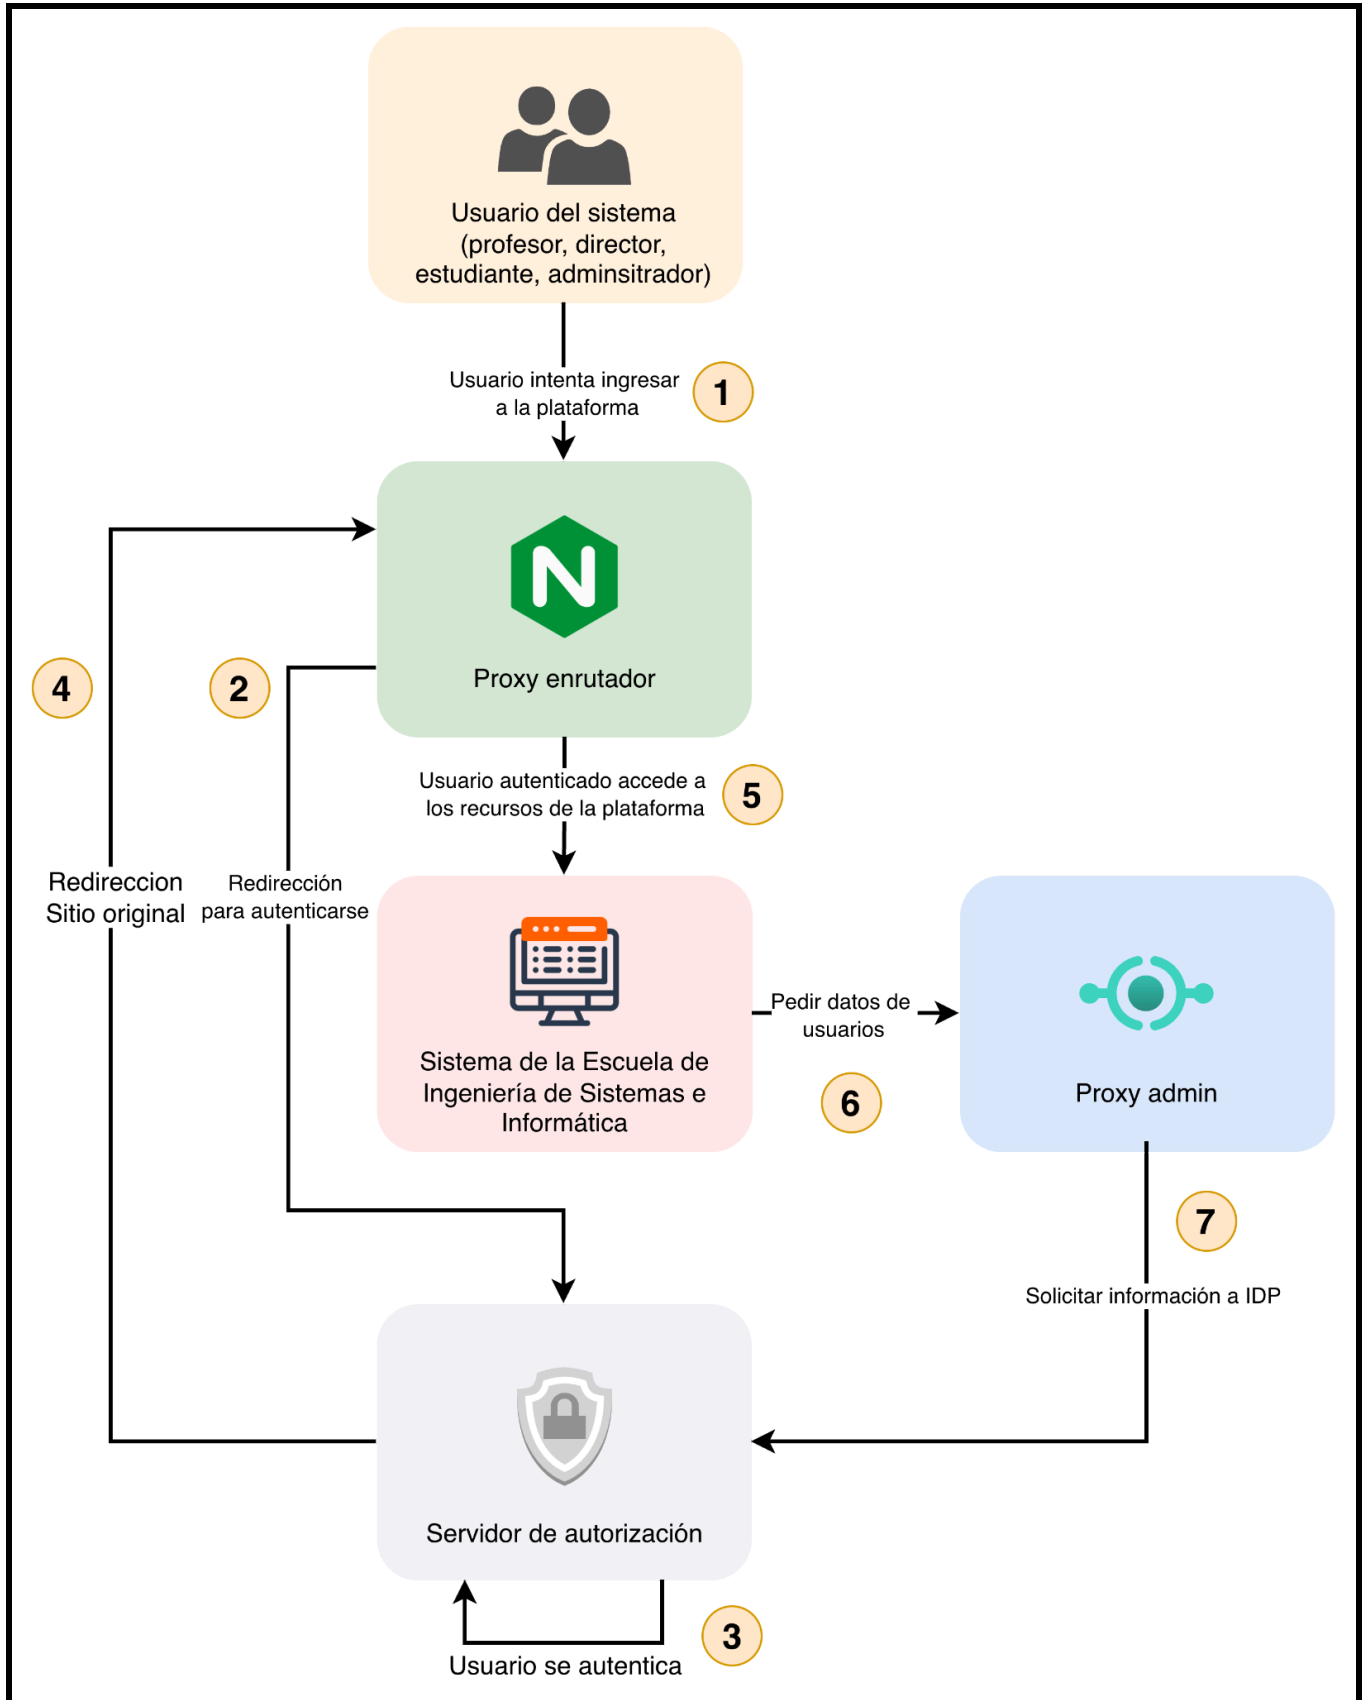 Usuario del sistema
(profesor, director,
estudiante, adminsitrador)
Usuario intenta ingresar
a la plataforma
1
N
Proxy enrutador
4
2
Usuario autenticado accede a
los recursos de la plataforma
5
Redireccion
Sitio original
Redirección
para autenticarse
Sistema de la Escuela de
Ingeniería de Sistemas e
Informática
Pedir datos de
usuarios
6
Proxy admin
7
Solicitar información a IDP
Servidor de autorización
3
Usuario se autentica